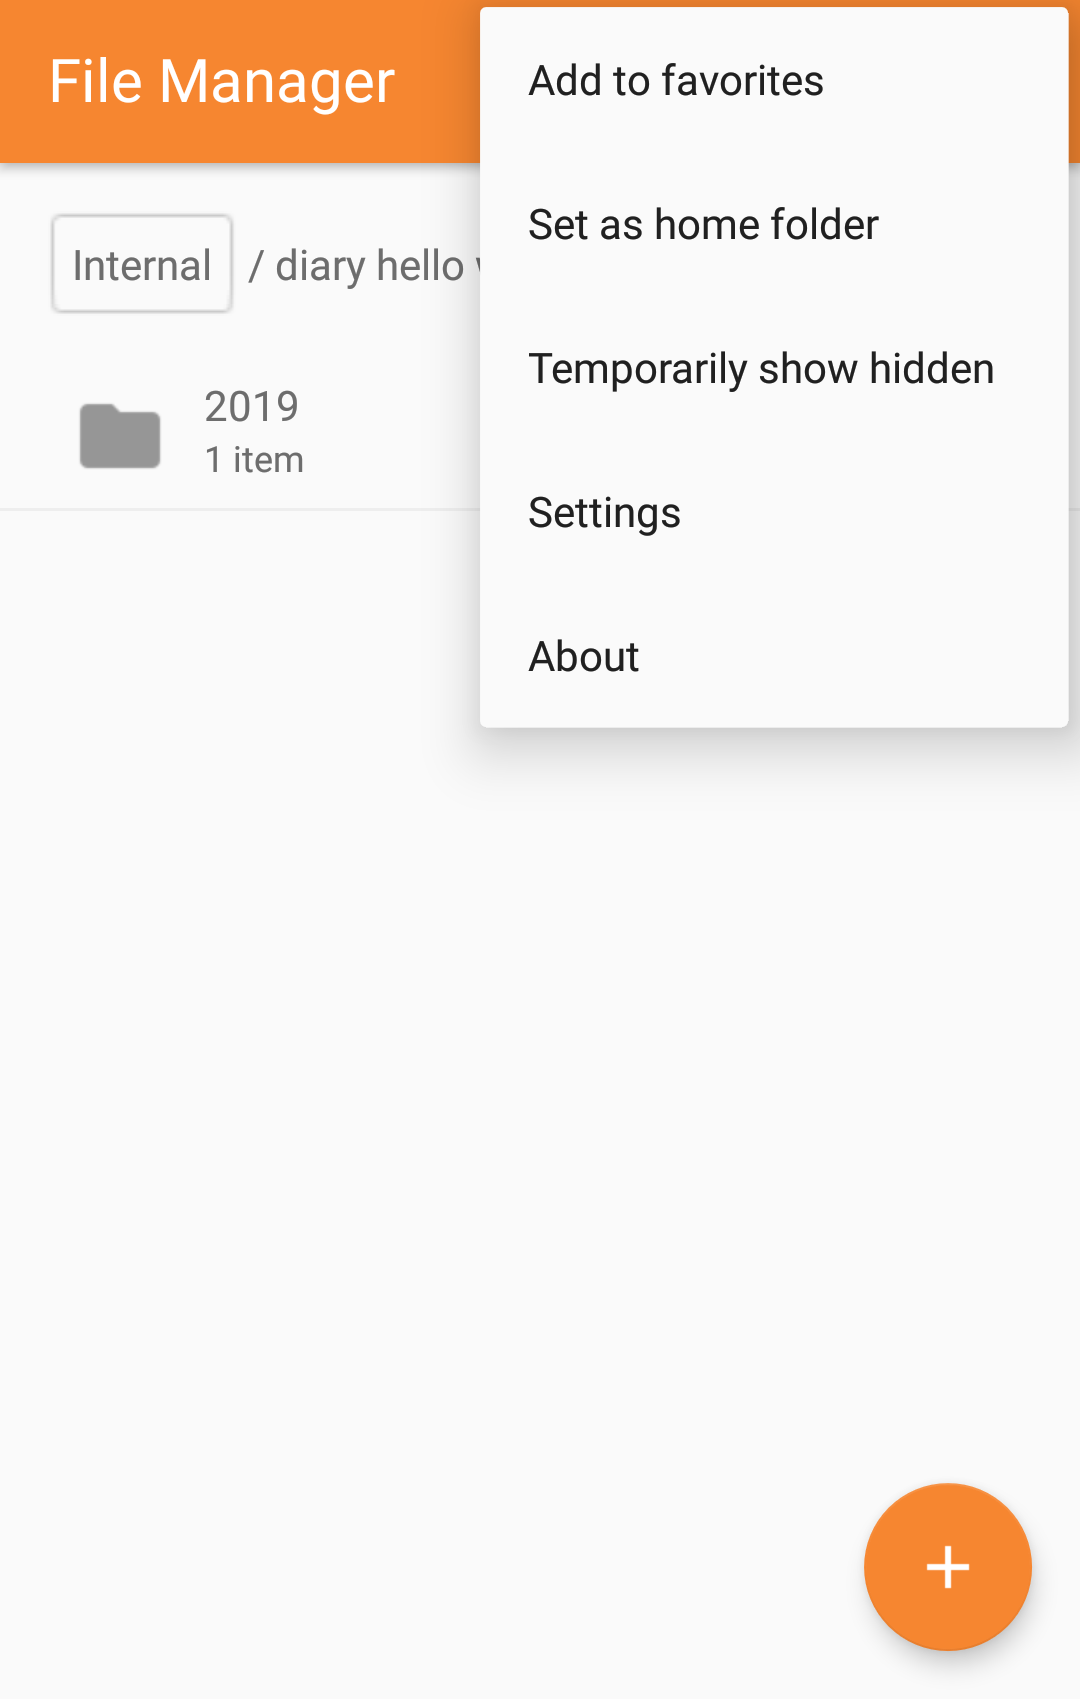 File Manager
Add to favorites
Set as home folder
Internal / diary hello
Temporarily show hidden
2019
1 item
Settings
About